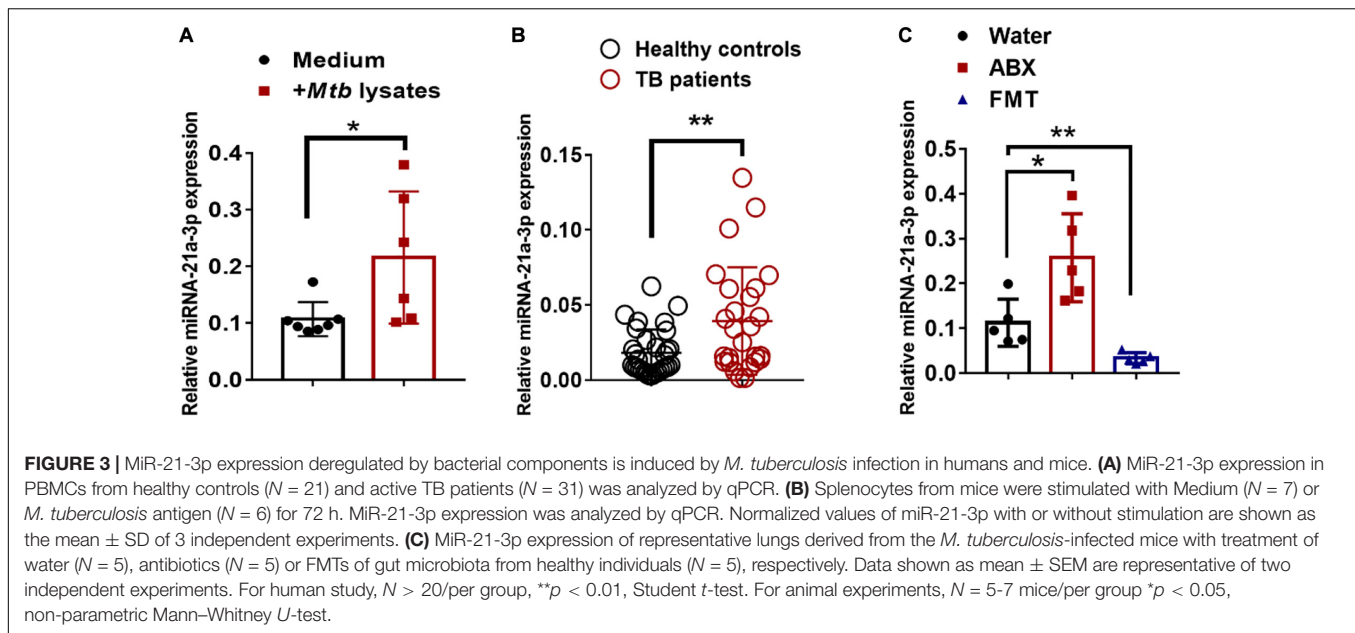 A
Medium
+Mtb lysates
*
Relative miRNA-21a-3p expression
0.4
0.3
0.2
0.1
0.0
B
Healthy controls
TB patients
**
Relative miRNA-21a-3p expression
0.15
0.10
0.05
0.00
C
Water
ABX
FMT
**
*
Relative miRNA-21a-3p expression
0.5
0.4
0.3
0.2
0.1
0.0
FIGURE 3 | MiR-21-3p expression deregulated by bacterial components is induced by M. tuberculosis infection in humans and mice. (A) MiR-21-3p expression in
PBMCs from healthy controls (N = 21) and active TB patients (N = 31) was analyzed by qPCR. (B) Splenocytes from mice were stimulated with Medium (N = 7) or
M. tuberculosis antigen (N = 6) for 72 h. MiR-21-3p expression was analyzed by qPCR. Normalized values of miR-21-3p with or without stimulation are shown as
the mean ± SD of 3 independent experiments. (C) MiR-21-3p expression of representative lungs derived from the M. tuberculosis-infected mice with treatment of
water (N = 5), antibiotics (N = 5) or FMTs of gut microbiota from healthy individuals (N = 5), respectively. Data shown as mean ± SEM are representative of two
independent experiments. For human study, N > 20/per group, **p < 0.01, Student t-test. For animal experiments, N = 5-7 mice/per group *p < 0.05,
non-parametric Mann–Whitney U-test.